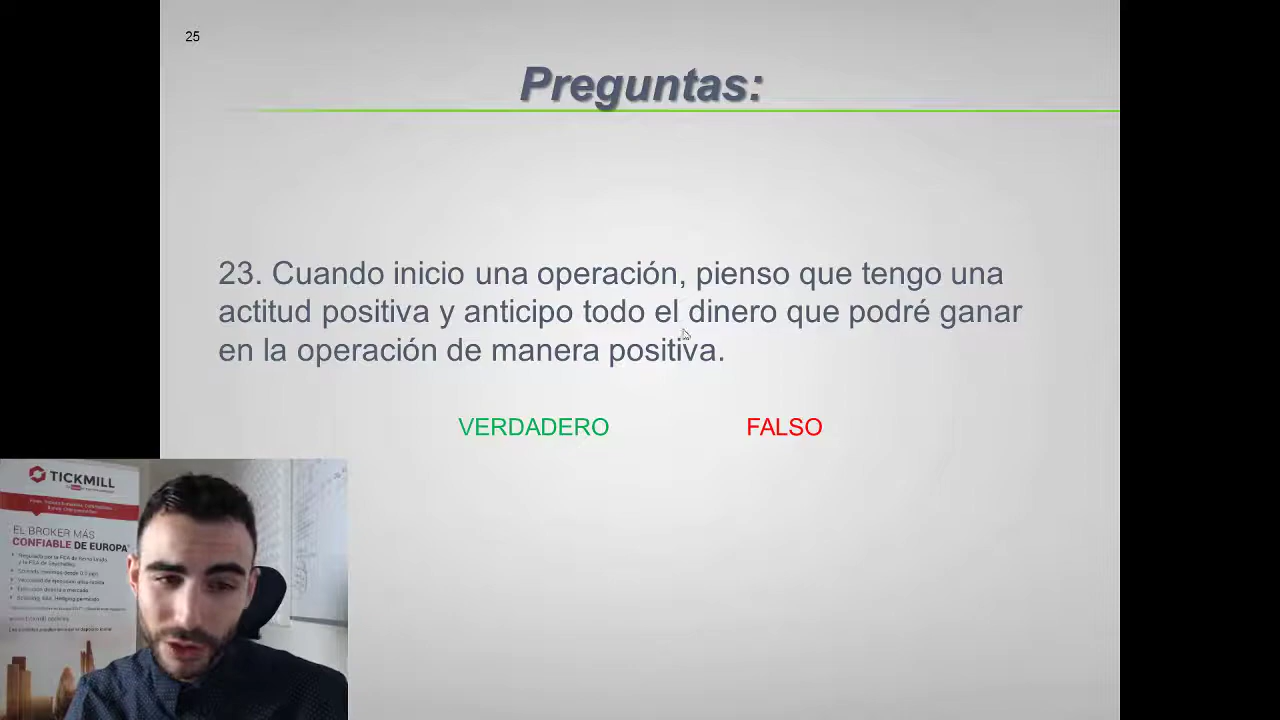 25
Preguntas:
23. Cuando inicio una operación, pienso que tengo una
actitud positiva y anticipo todo el dinero que podré ganar
en la operación de manera positiva.
VERDADERO FALSO
TICKMILL
EL BROKER MÁS
CONFIABLE DE EUROPA